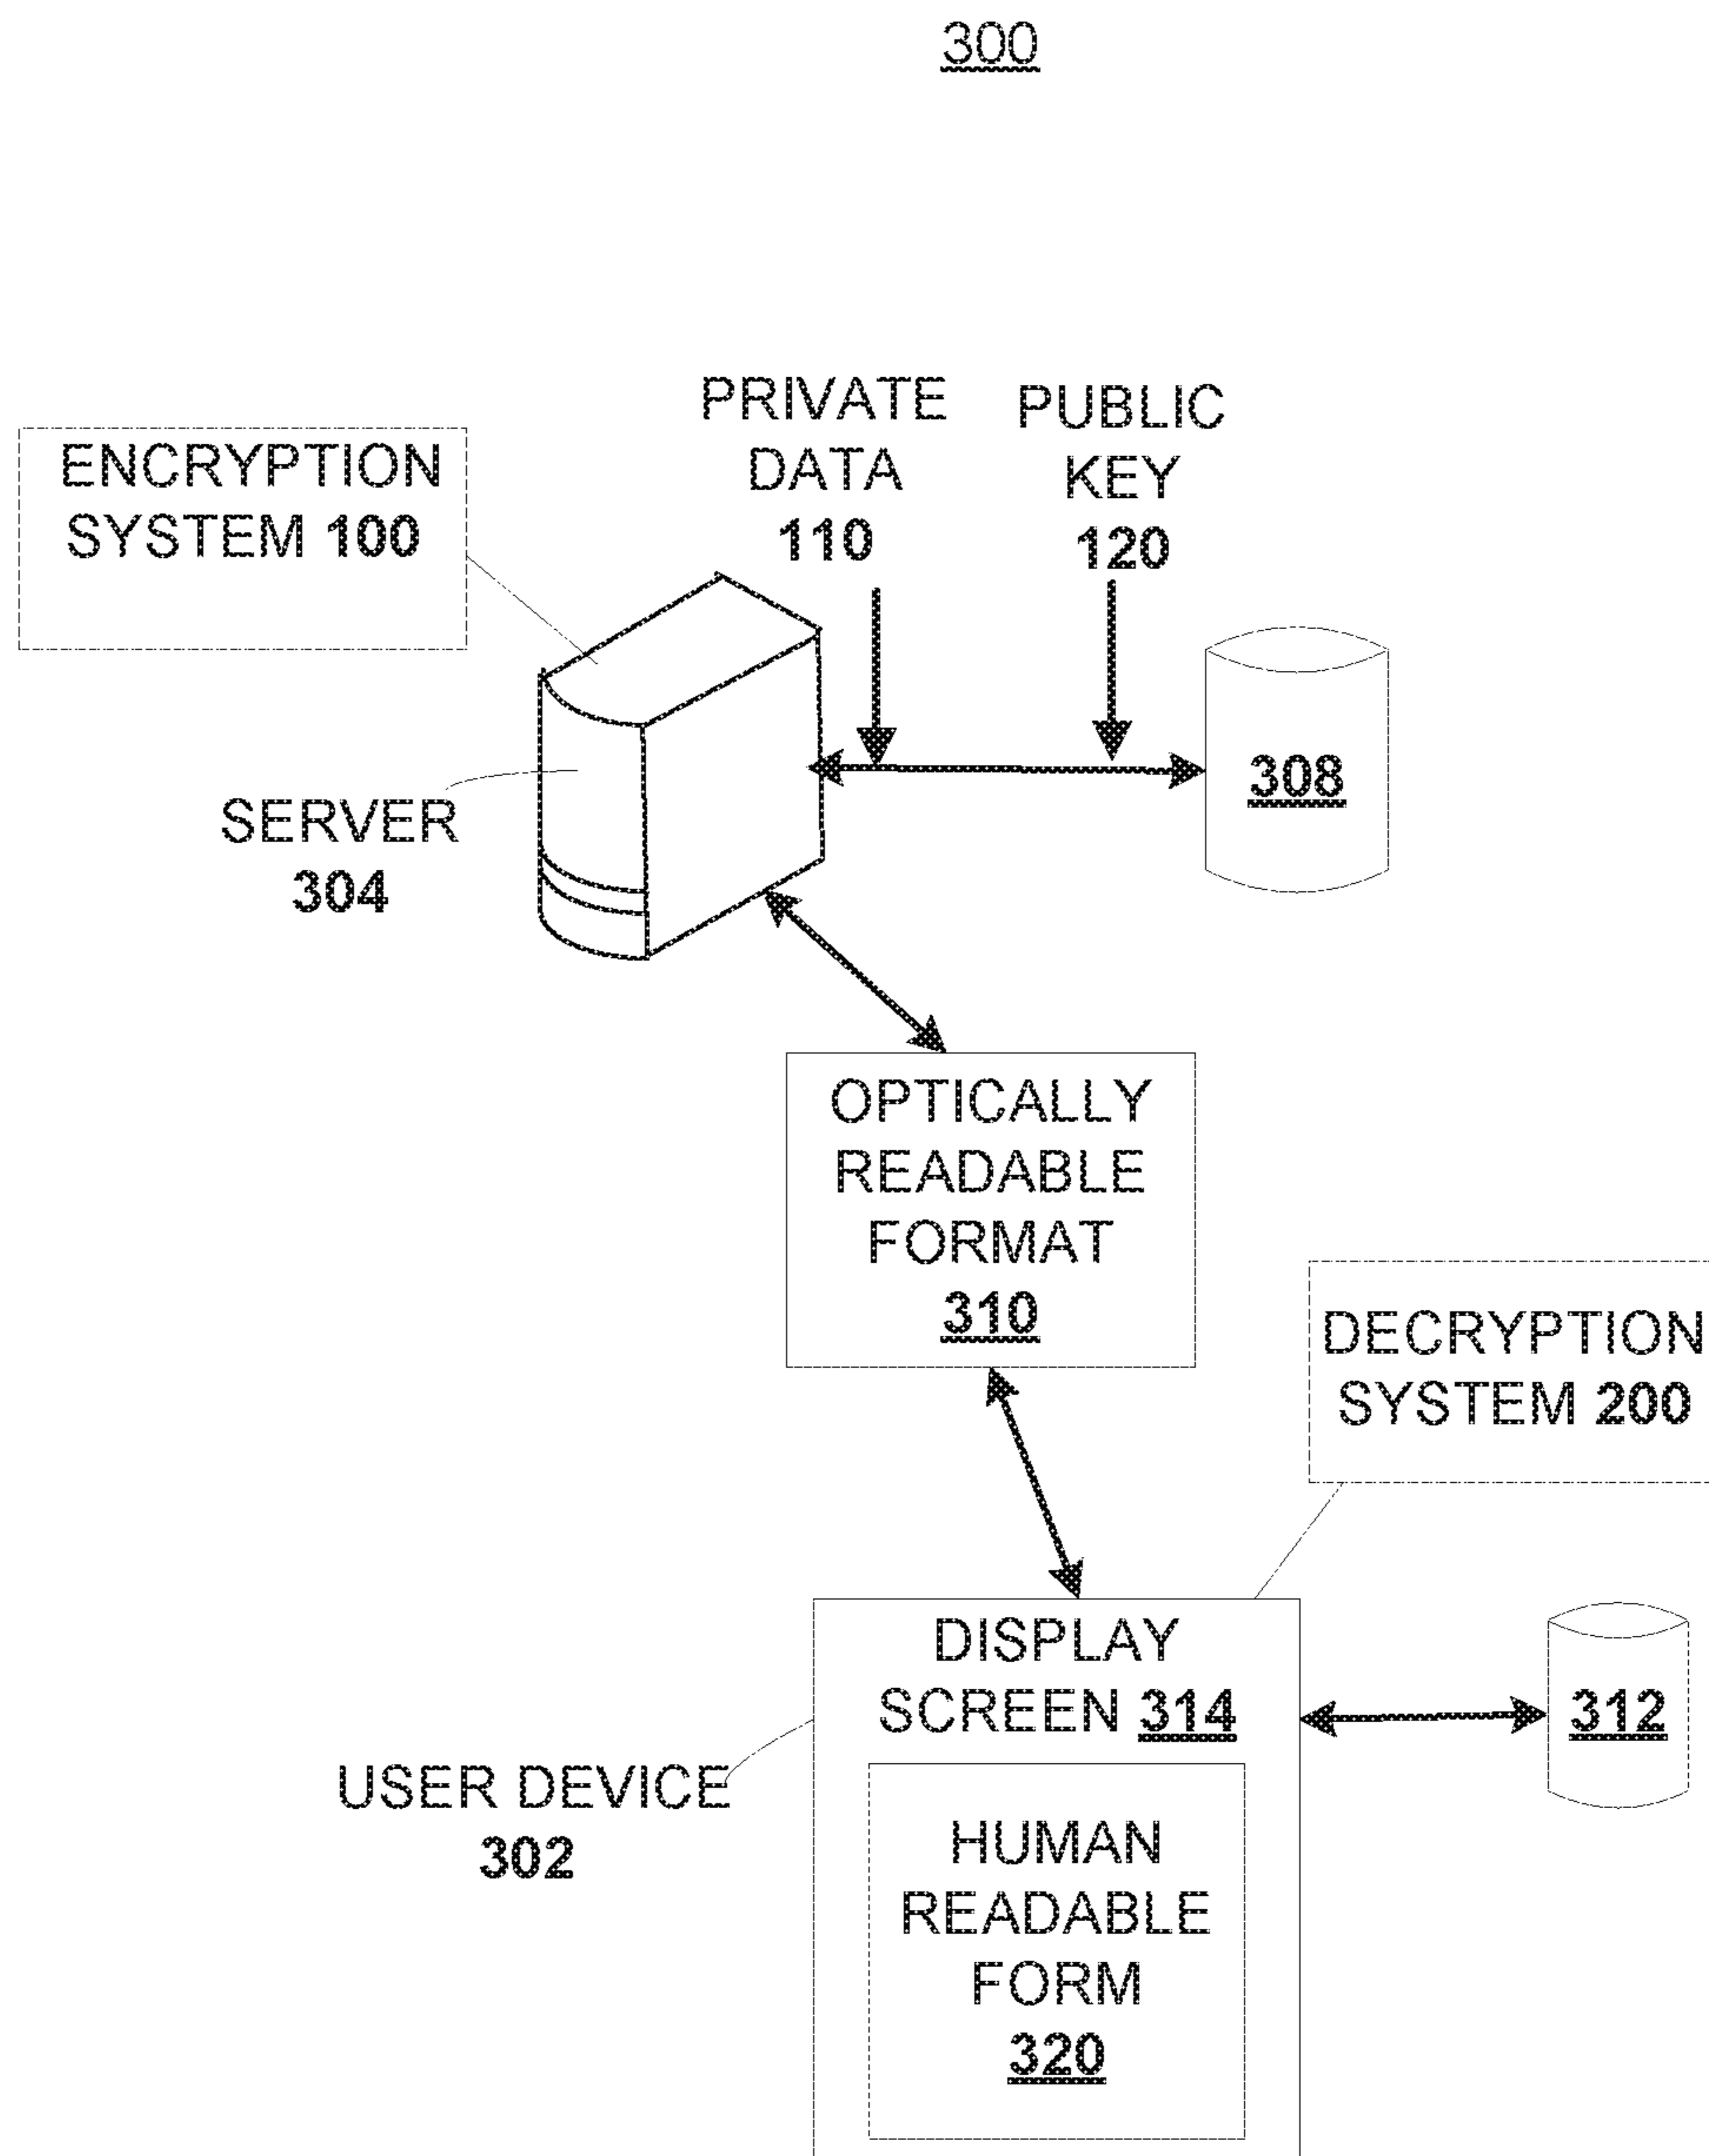 300
PRIVATE
DATA
110
PUBLIC
KEY
120
ENCRYPTION
SYSTEM 100
308
SERVER
304
OPTICALLY
READABLE
FORMAT
310
DECRYPTION
SYSTEM 200
DISPLAY
SCREEN 314
312
USER DEVICE
302
HUMAN
READABLE
FORM
320